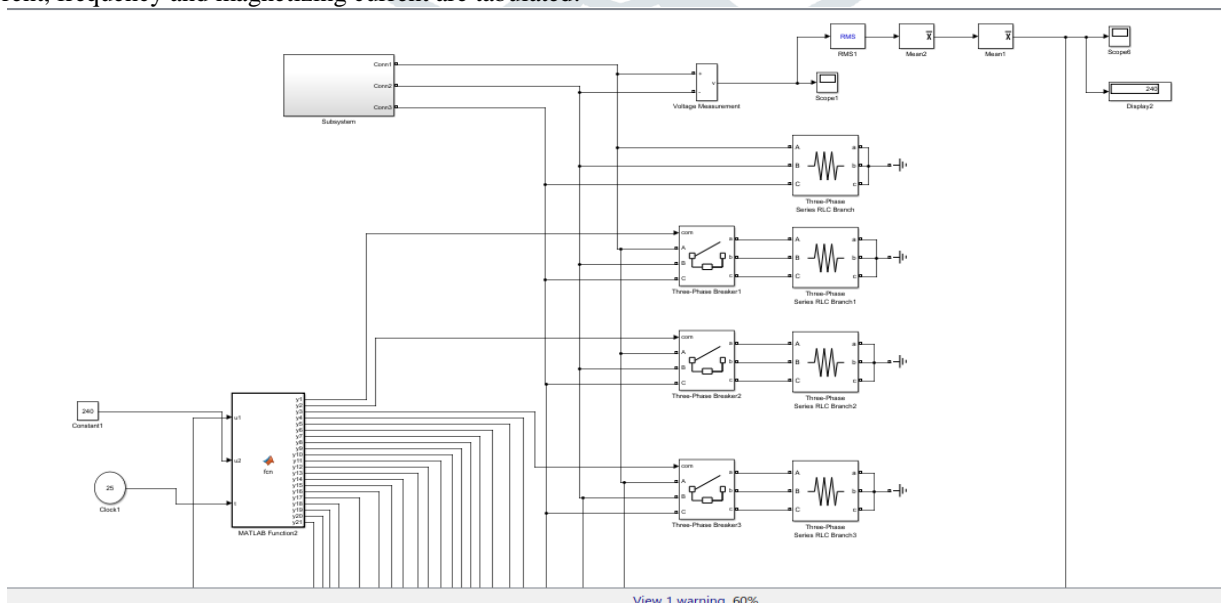 rent, frequency and magnetizing current are tabulated.
RMS
RMS1
x
Mean2
x
Mean1
Scope6
240
Display2
Conn1
Conn2
Conn3
Subsystem
+
-
v
Voltage Measurement
Scope1
A
B
C
a
b
c
Three-Phase
Series RLC Branch
com
A
B
C
a
b
c
Three-Phase Breaker1
A
B
C
a
b
c
Three-Phase
Series RLC Branch1
com
A
B
C
a
b
c
Three-Phase Breaker2
A
B
C
a
b
c
Three-Phase
Series RLC Branch2
240
Constant1
25
Clock1
u1
u2
t
fcn
y1
y2
y3
y4
y5
y6
y7
y8
y9
y10
y11
y12
y13
y14
y15
y16
y17
y18
y19
y20
y21
MATLAB Function2
com
A
B
C
a
b
c
Three-Phase Breaker3
A
B
C
a
b
c
Three-Phase
Series RLC Branch3
View 1 warning 60%